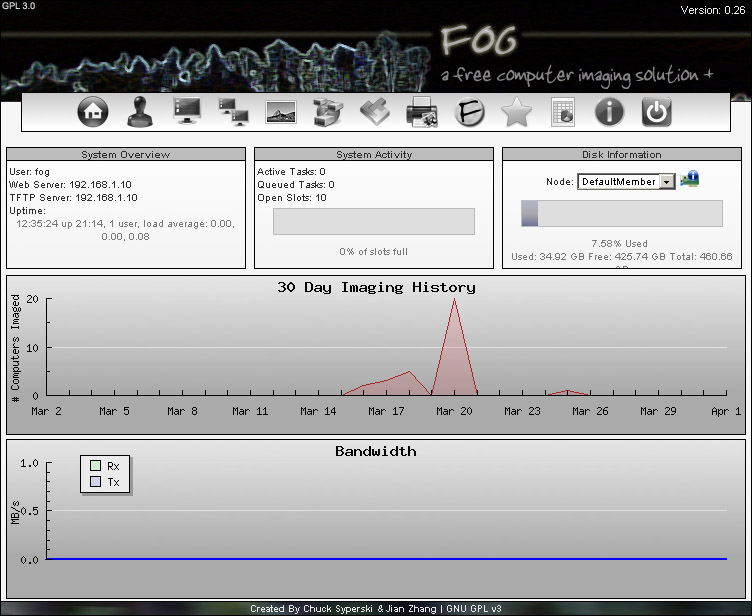 GPL 3.0
Version: 0.26
FOG
a free computer imaging solution +
System Overview
User: fog
Web Server: 192.168.1.10
TFTP Server: 192.168.1.10
Uptime:
12:35:24 up 21:14, 1 user, load average: 0.00,
0.00, 0.08
System Activity
Active Tasks: 0
Queued Tasks: 0
Open Slots: 10
0% of slots full
Disk Information
Node: DefaultMember
7.58% Used
Used: 34.92 GB Free: 425.74 GB Total: 460.66
30 Day Imaging History
# Computers Imaged
20
10
0
Mar 2 Mar 5 Mar 8 Mar 11 Mar 14 Mar 17 Mar 20 Mar 23 Mar 26 Mar 29 Apr 1
Bandwidth
Rx
Tx
MB/s
1.0
0.5
0.0
Created By Chuck Syperski & Jian Zhang | GNU GPL v3